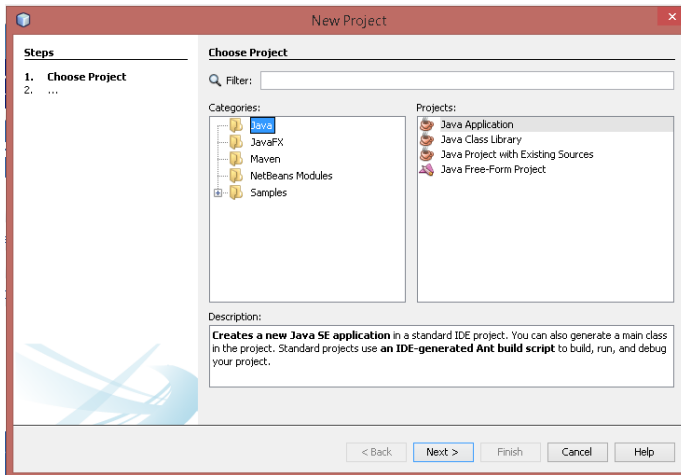 New Project
Steps
1. Choose Project
2. ...
Choose Project
Filter:
Categories:
Java
JavaFX
Maven
NetBeans Modules
Samples
Projects:
Java Application
Java Class Library
Java Project with Existing Sources
Java Free-Form Project
Description:
Creates a new Java SE application in a standard IDE project. You can also generate a main class
in the project. Standard projects use an IDE-generated Ant build script to build, run, and debug
your project.
< Back
Next >
Finish
Cancel
Help